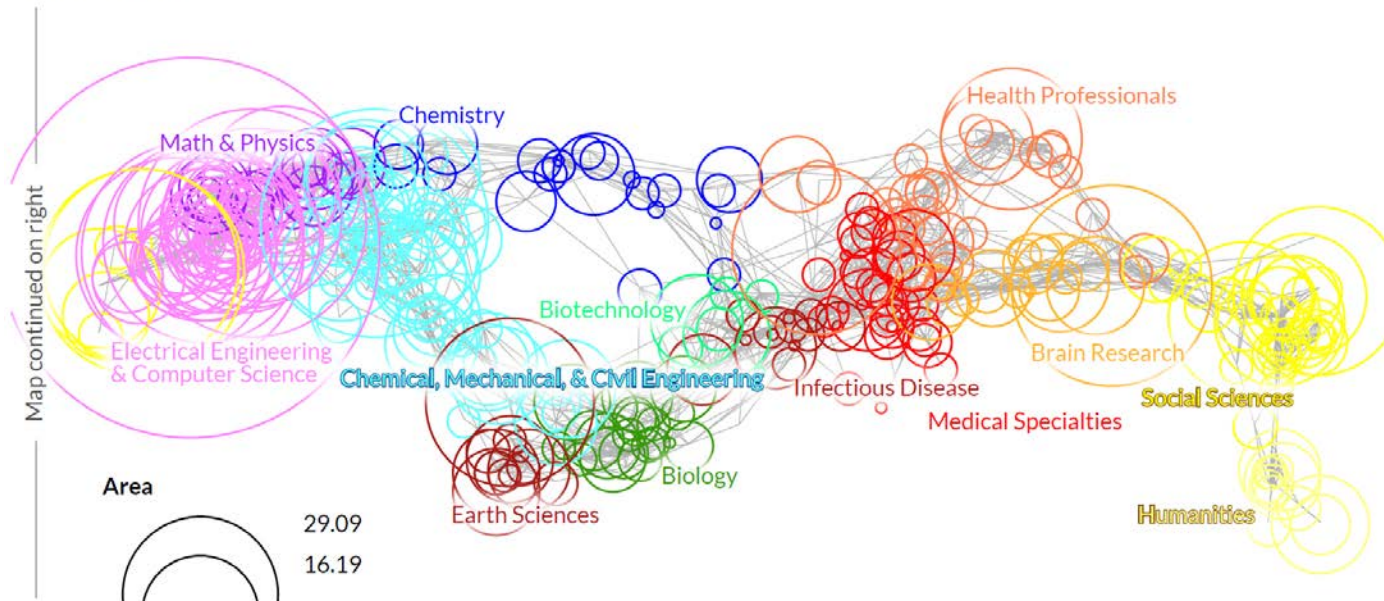 Map continued on right
Math & Physics
Chemistry
Health Professionals
Biotechnology
Electrical Engineering
& Computer Science
Chemical, Mechanical, & Civil Engineering
Brain Research
Infectious Disease
Social Sciences
Medical Specialties
Biology
Earth Sciences
Humanities
Area
29.09
16.19